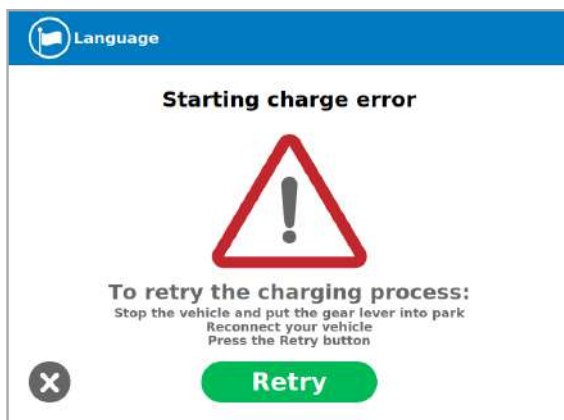 Language
Starting charge error
To retry the charging process:
Stop the vehicle and put the gear lever into park
Reconnect your vehicle
Press the Retry button
Retry